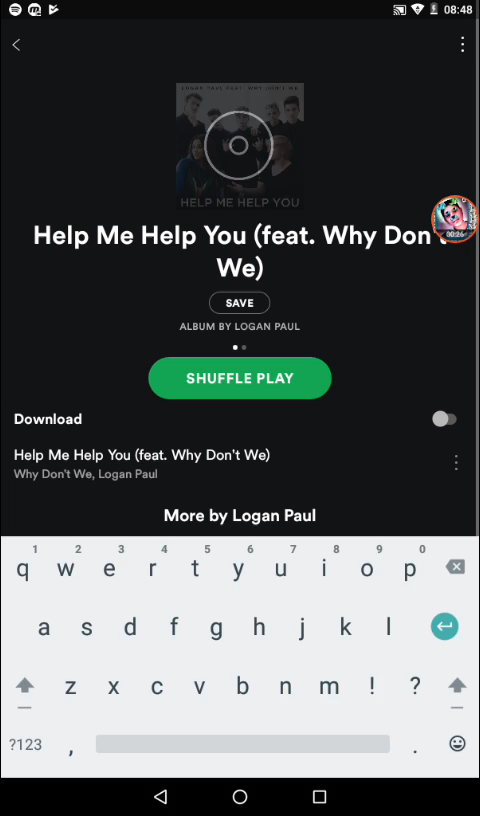 08:48
LOGAN PAUL FEAT. WHY DON'T WE
HELP ME HELP YOU
00:26
Help Me Help You (feat. Why Don't
We)
SAVE
ALBUM BY LOGAN PAUL
SHUFFLE PLAY
Download
Help Me Help You (feat. Why Don't We)
Why Don't We, Logan Paul
More by Logan Paul
1 2 3 4 5 6 7 8 9 0
q w e r t y u i o p
a s d f g h j k l
z x c v b n m ! ?
?123 , .